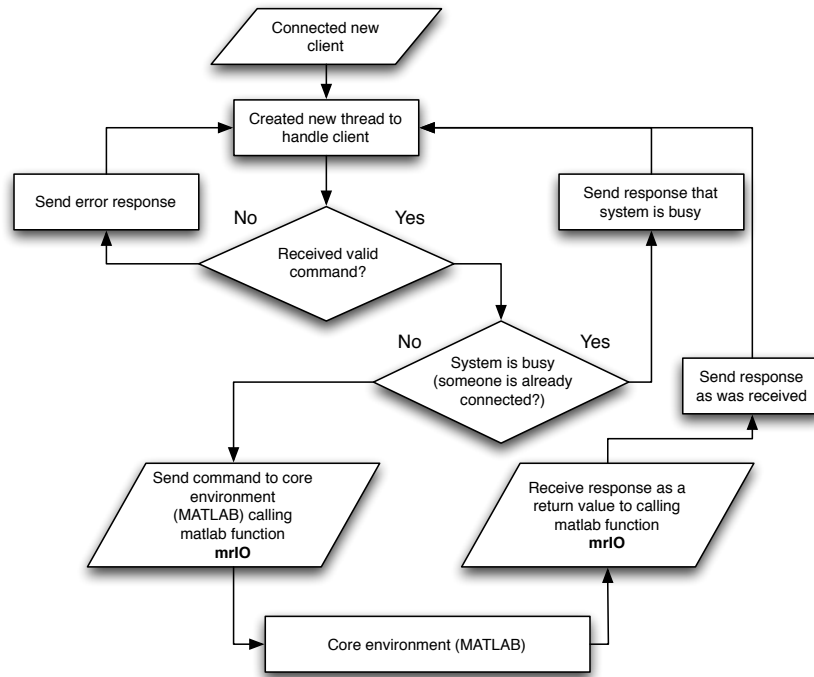 Connected new
client
Created new thread to
handle client
Send error response
Send response that
system is busy
No
Yes
Received valid
command?
No
Yes
System is busy
(someone is already
connected?)
Send response
as was received
Send command to core
environment
(MATLAB) calling
matlab function
mrIO
Receive response as a
return value to calling
matlab function
mrIO
Core environment (MATLAB)